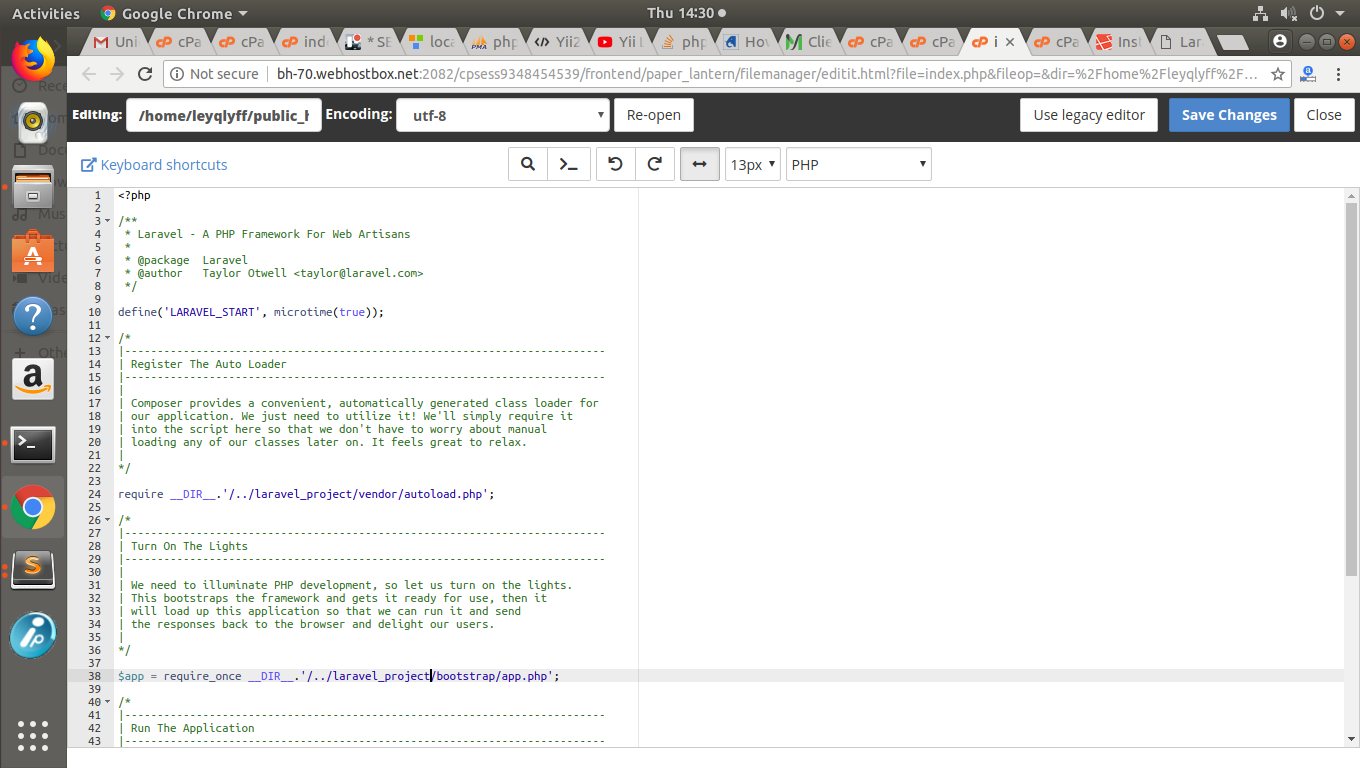 Activities Google Chrome Thu 14:30
Uni cPa cPa ind * SE loca php Yii2 Yii php Hov Clie cPa cPa i cPa Inst Lar
Not secure bh-70.webhostbox.net:2082/cpsess9348454539/frontend/paper_lantern/filemanager/editit.html?file=index.php&fileop=&dir=%2Fhome%2Fleyqlyff%2F...
Editing: /home/leyqlyff/public_h Encoding: utf-8 Re-open Use legacy editor Save Changes Close
Keyboard shortcuts 13px PHP
1 <?php
2
3 /**
4 * Laravel - A PHP Framework For Web Artisans
5 *
6 * @package Laravel
7 * @author Taylor Otwell <taylor@laravel.com>
8 */
9
10 define('LARAVEL_START', microtime(true));
11
12 /*
13 |--------------------------------------------------------------------------
14 | Register The Auto Loader
15 |--------------------------------------------------------------------------
16 |
17 | Composer provides a convenient, automatically generated class loader for
18 | our application. We just need to utilize it! We'll simply require it
19 | into the script here so that we don't have to worry about manual
20 | loading any of our classes later on. It feels great to relax.
21 |
22 */
23
24 require __DIR__.'/../laravel_project/vendor/autoload.php';
25
26 /*
27 |--------------------------------------------------------------------------
28 | Turn On The Lights
29 |--------------------------------------------------------------------------
30 |
31 | We need to illuminate PHP development, so let us turn on the lights.
32 | This bootstraps the framework and gets it ready for use, then it
33 | will load up this application so that we can run it and send
34 | the responses back to the browser and delight our users.
35 |
36 */
37
38 $app = require_once __DIR__.'/../laravel_project/bootstrap/app.php';
39
40 /*
41 |--------------------------------------------------------------------------
42 | Run The Application
43 |--------------------------------------------------------------------------